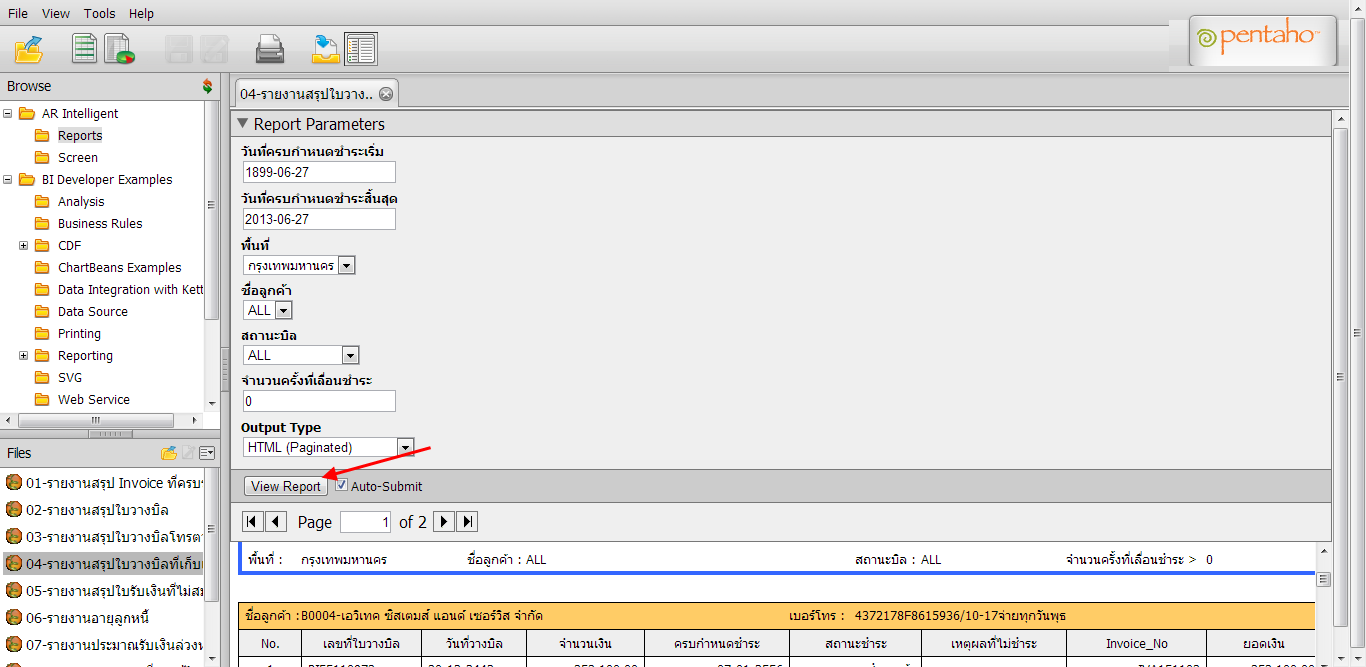 File View Tools Help
pentaho
Browse
AR Intelligent
Reports
Screen
BI Developer Examples
Analysis
Business Rules
CDF
ChartBeans Examples
Data Integration with Kett
Data Source
Printing
Reporting
SVG
Web Service
Files
01-รายงานสรุป Invoice ที่ครบ
02-รายงานสรุปใบวางบิล
03-รายงานสรุปใบวางบิลโทรตา
04-รายงานสรุปใบวางบิลที่เก็บ
05-รายงานสรุปใบรับเงินที่ไม่สม
06-รายงานอายุลูกหนี้
07-รายงานประมาณรับเงินล่วงห
04-รายงานสรุปใบวาง..
Report Parameters
วันที่ครบกำหนดชำระเริ่ม
1899-06-27
วันที่ครบกำหนดชำระสิ้นสุด
2013-06-27
พื้นที่
กรุงเทพมหานคร
ชื่อลูกค้า
ALL
สถานะบิล
ALL
จำนวนครั้งที่เลื่อนชำระ
0
Output Type
HTML (Paginated)
View Report Auto-Submit
Page 1 of 2
พื้นที่ : กรุงเทพมหานคร ชื่อลูกค้า : ALL สถานะบิล : ALL จำนวนครั้งที่เลื่อนชำระ > 0
ชื่อลูกค้า :B0004-เอวิเทค ซิสเตมส์ แอนด์ เซอร์วิส จำกัด เบอร์โทร : 4372178F8615936/10-17จ่ายทุกวันพุธ
No. เลขที่ใบวางบิล วันที่วางบิล จำนวนเงิน ครบกำหนดชำระ สถานะชำระ เหตุผลที่ไม่ชำระ Invoice_No ยอดเงิน